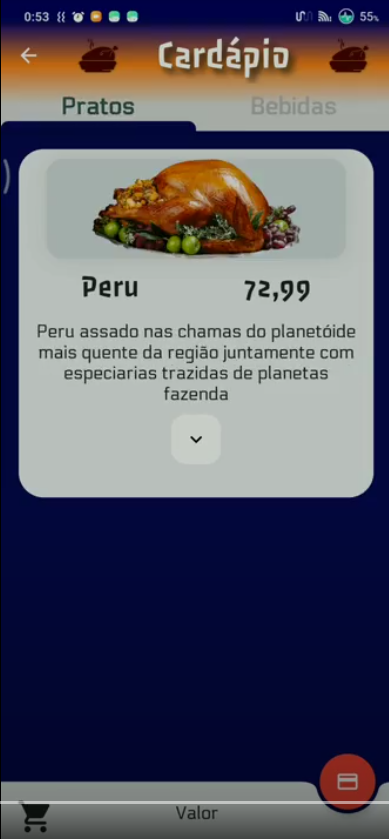 0:53 55%
Cardápio
Pratos Bebidas
Peru 72,99
Peru assado nas chamas do planetóide
mais quente da região juntamente com
especiarias trazidas de planetas
fazenda
Valor